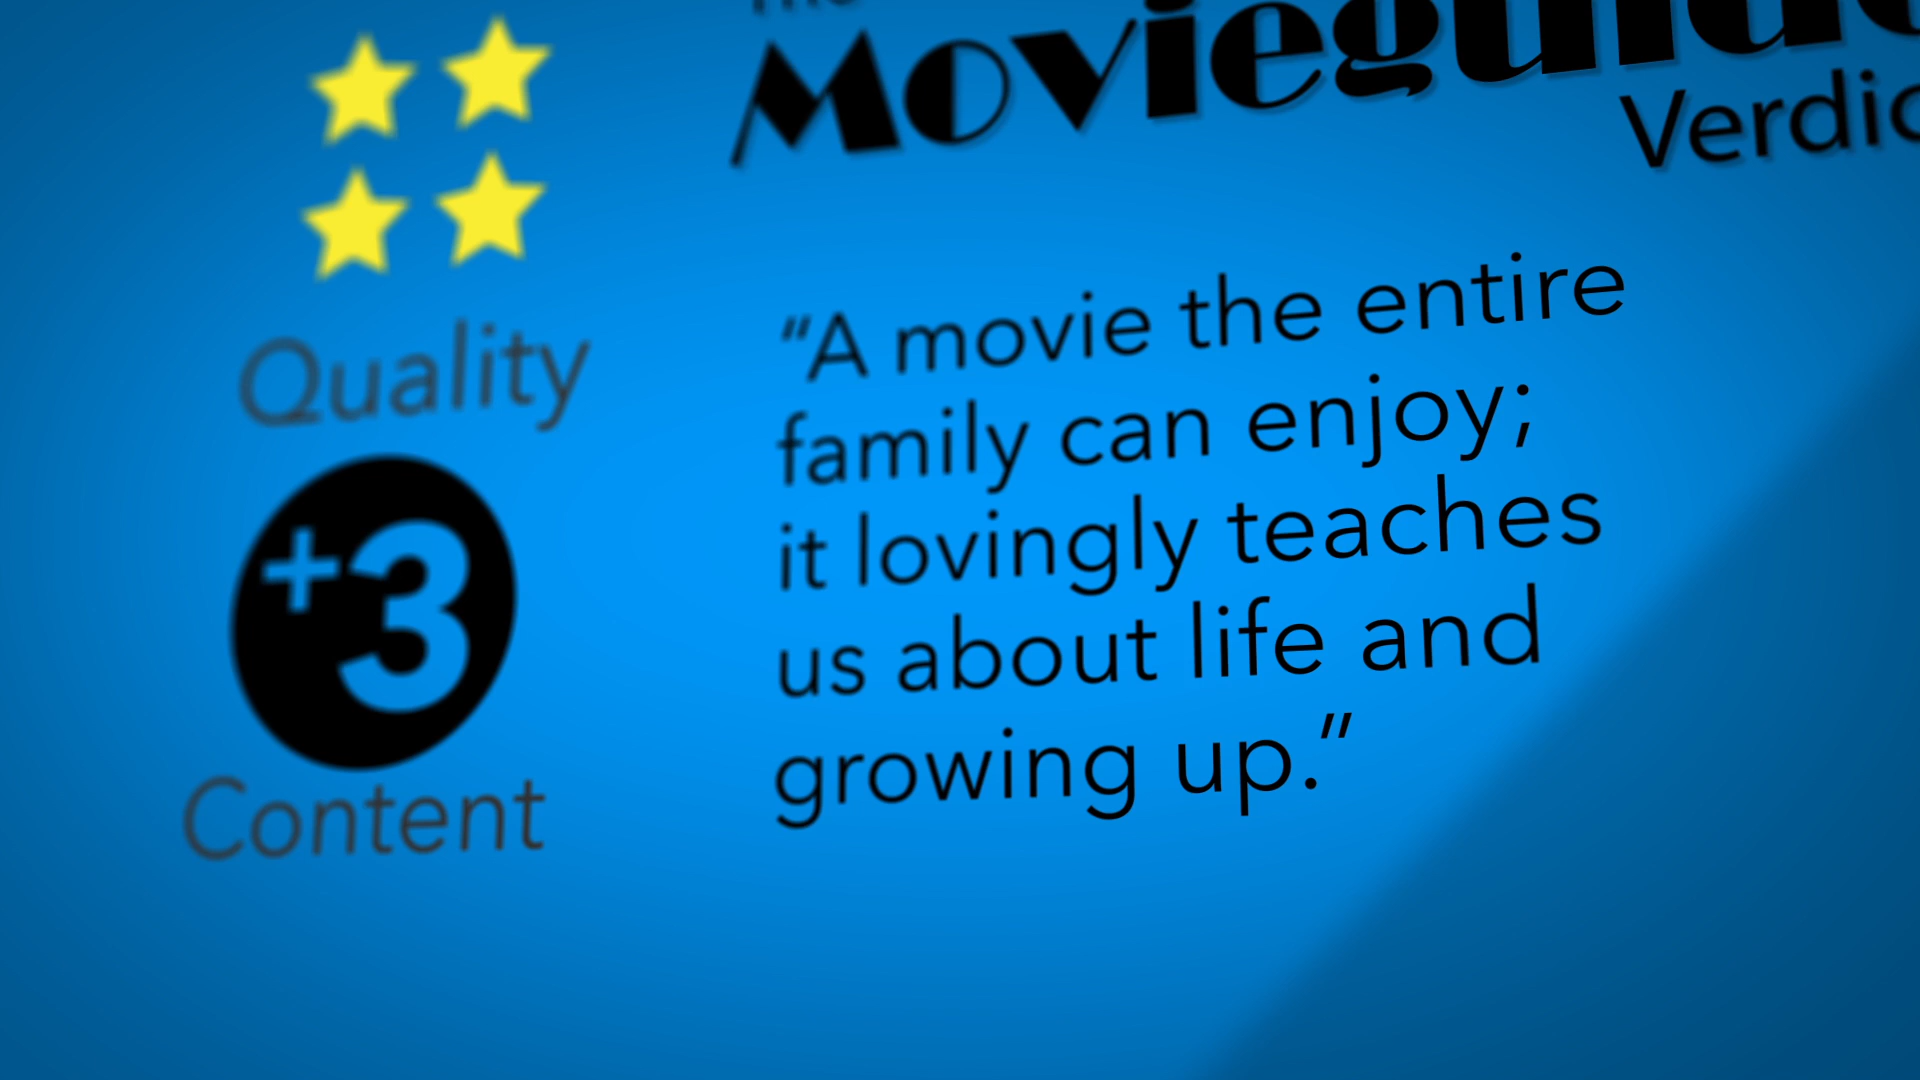 The
Movieguide
Verdic
Quality
+3
Content
“A movie the entire
family can enjoy;
it lovingly teaches
us about life and
growing up.”